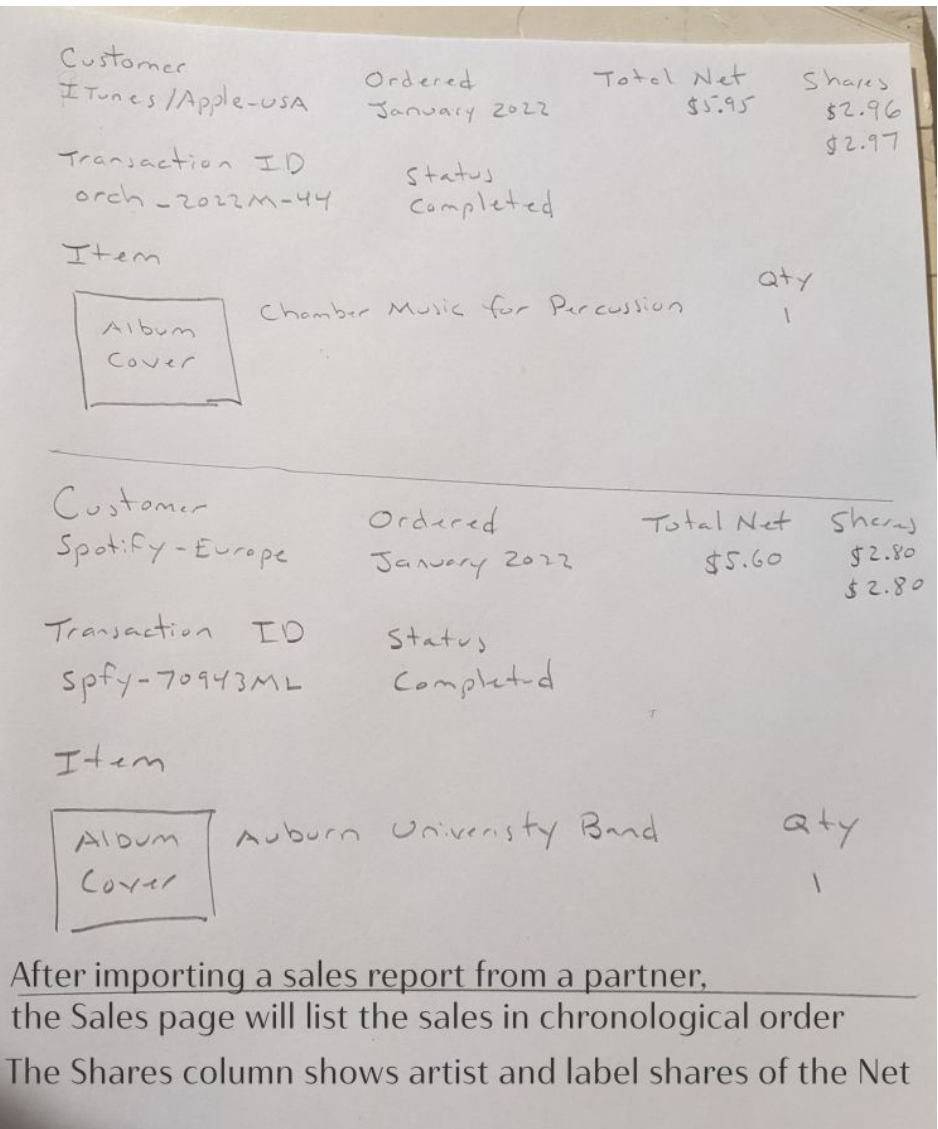 Customer Ordered Total Net Shares
ITunes/Apple-USA January 2022 $5.95 $2.96
$2.97
Transaction ID Status
orch-2022M-44 Completed
Item
Qty
Album Chamber Music for Percussion 1
Cover
Customer Ordered Total Net Shares
Spotify-Europe January 2022 $5.60 $2.80
$2.80
Transaction ID Status
Spfy-70943ML Completed
Item
Album Auburn Univeristy Band Qty
Cover 1
After importing a sales report from a partner,
the Sales page will list the sales in chronological order
The Shares column shows artist and label shares of the Net